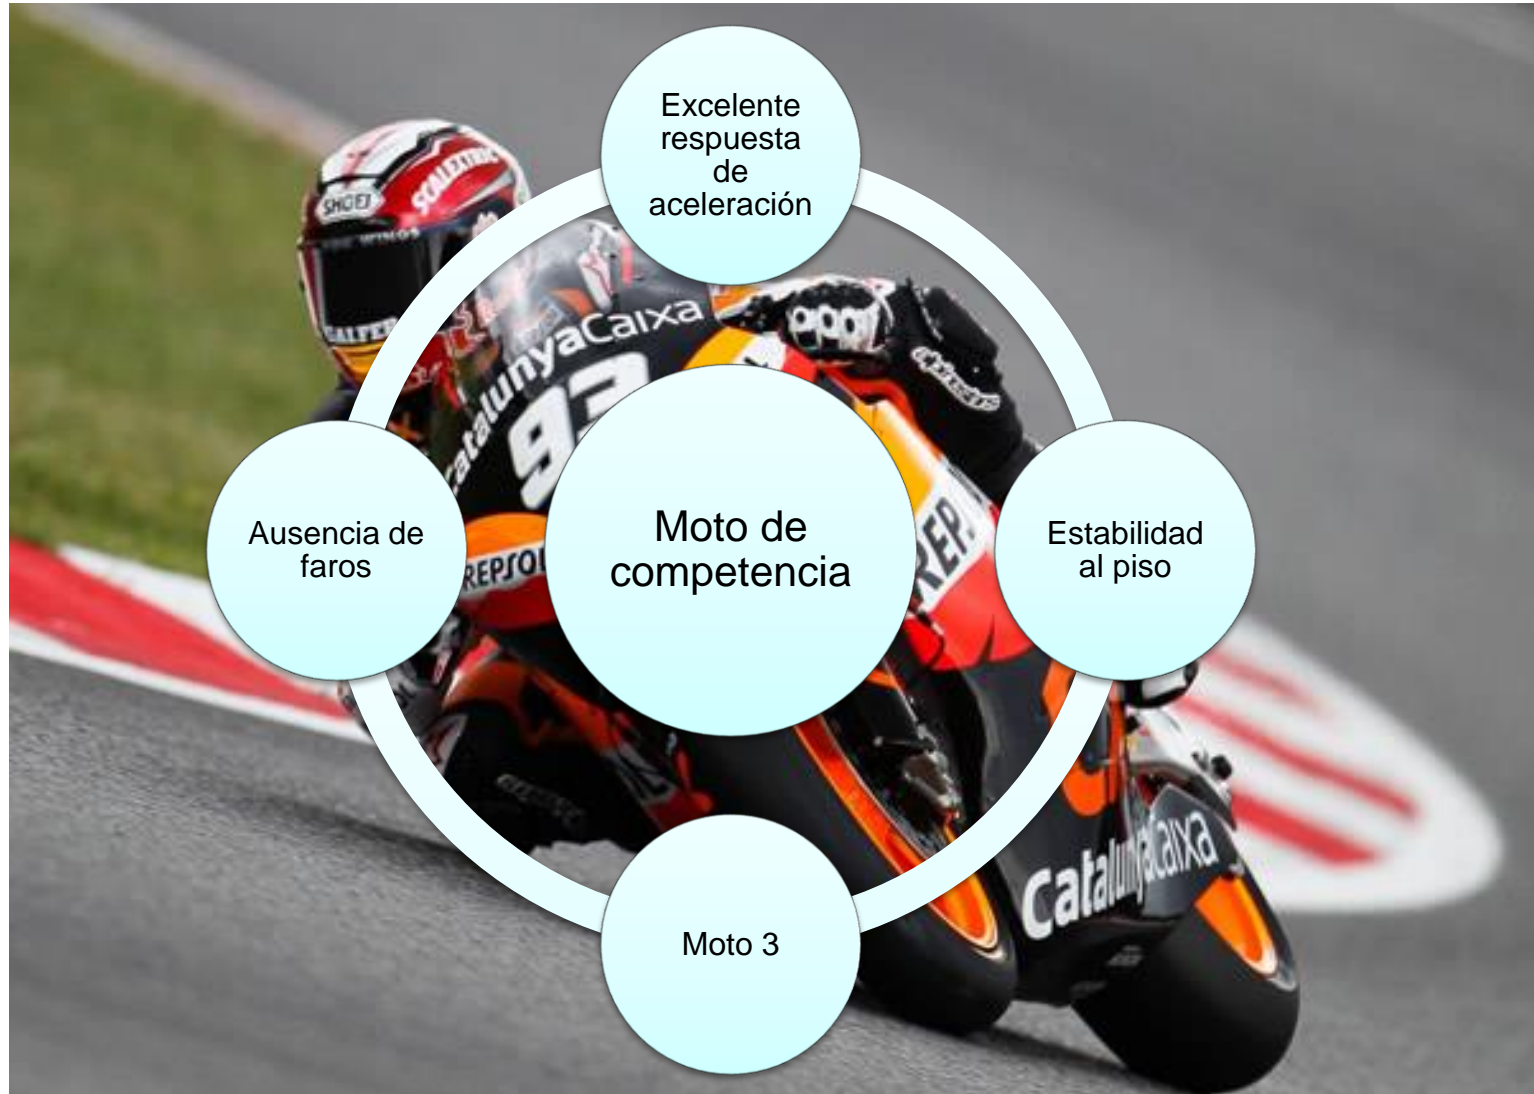 Excelente
respuesta
de
aceleración
SHOEI
SCALEXTRIC
CatalunyaCaixa
93
Ausencia de
faros
REPSOL
Moto de
competencia
REP
Estabilidad
al piso
CatalunyaCaixa
Moto 3